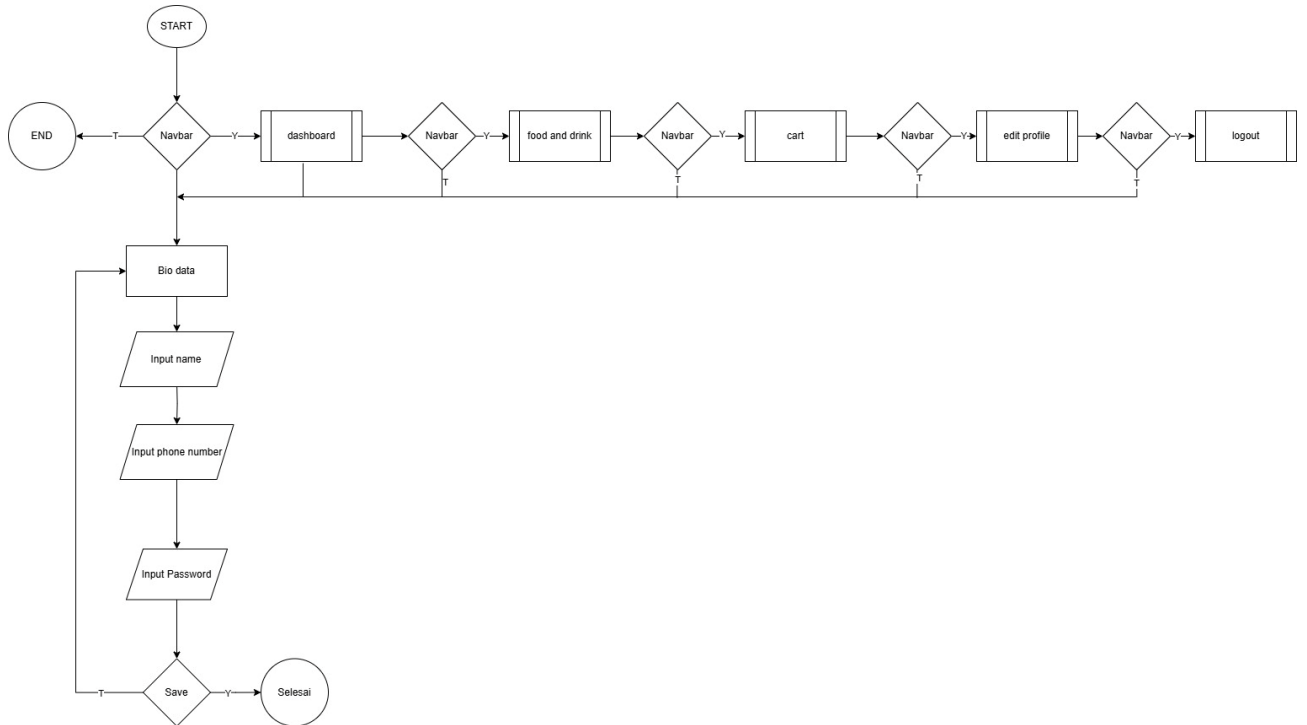 START
END
T
Navbar
Y
dashboard
Navbar
Y
food and drink
Navbar
Y
cart
Navbar
Y
edit profile
Navbar
Y
logout
T
T
T
T
Bio data
Input name
Input phone number
Input Password
T
Save
Y
Selesai